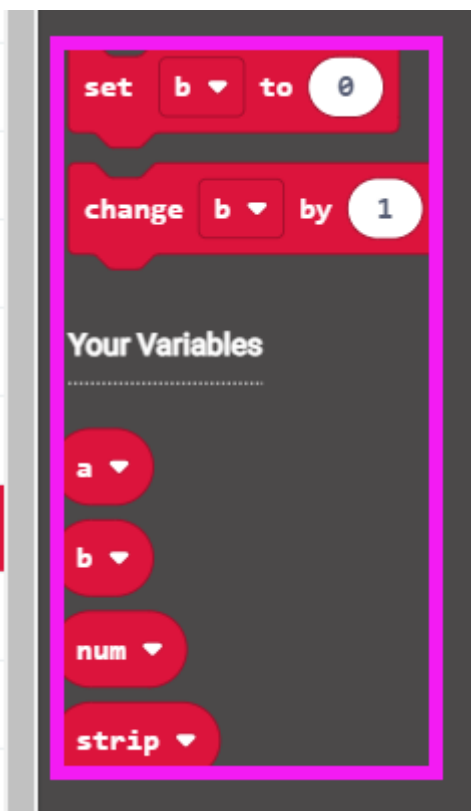 set b to 0
change b by 1
Your Variables
a
b
num
strip